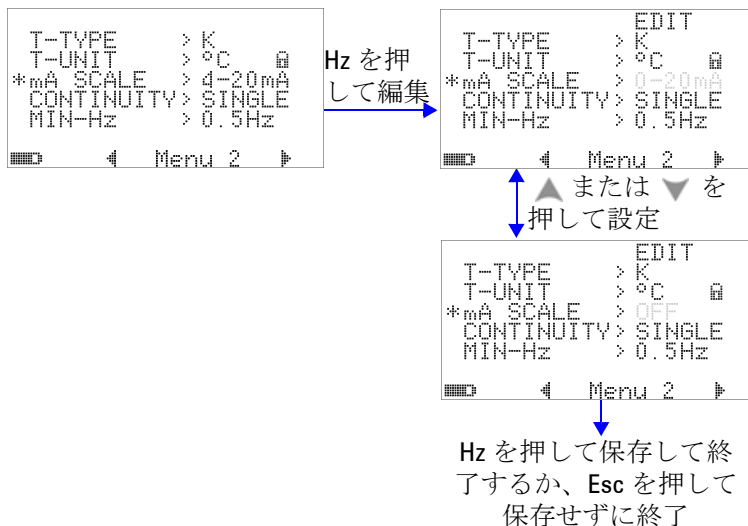 T-TYPE > K
T-UNIT > °C
*mA SCALE > 4-20mA
CONTINUITY> SINGLE
MIN-Hz > 0.5Hz
Menu 2
Hz を押
して編集
EDIT
T-TYPE > K
T-UNIT > °C
*mA SCALE > 0-20mA
CONTINUITY> SINGLE
MIN-Hz > 0.5Hz
Menu 2
▲ または ▼ を
押して設定
EDIT
T-TYPE > K
T-UNIT > °C
*mA SCALE > OFF
CONTINUITY> SINGLE
MIN-Hz > 0.5Hz
Menu 2
Hz を押して保存して終
了するか、Esc を押して
保存せずに終了